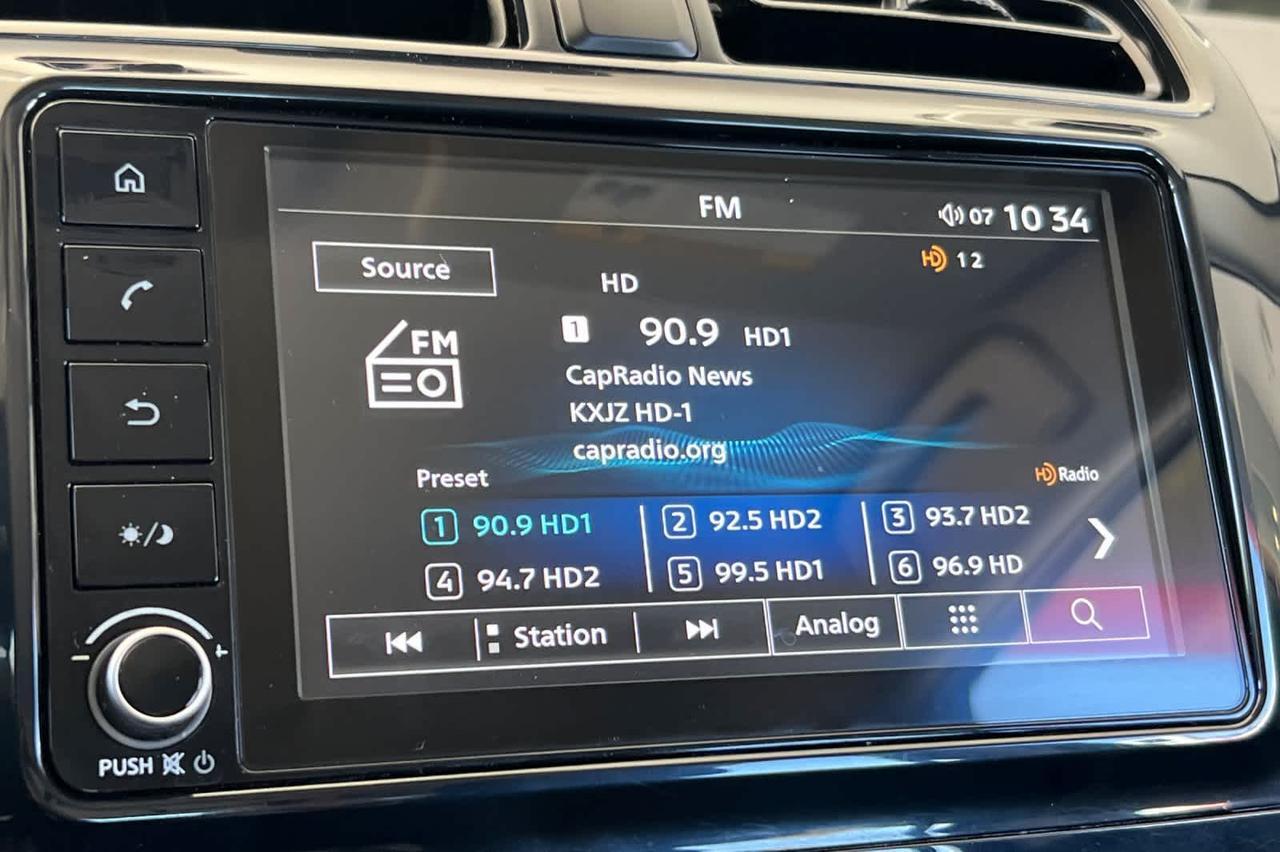 FM
07 10 34
Source
HD 1 2
HD
FM
1 90.9 HD1
CapRadio News
KXJZ HD-1
capradio.org
Preset
HD Radio
1 90.9 HD1 2 92.5 HD2 3 93.7 HD2
4 94.7 HD2 5 99.5 HD1 6 96.9 HD
Station Analog
- +
PUSH